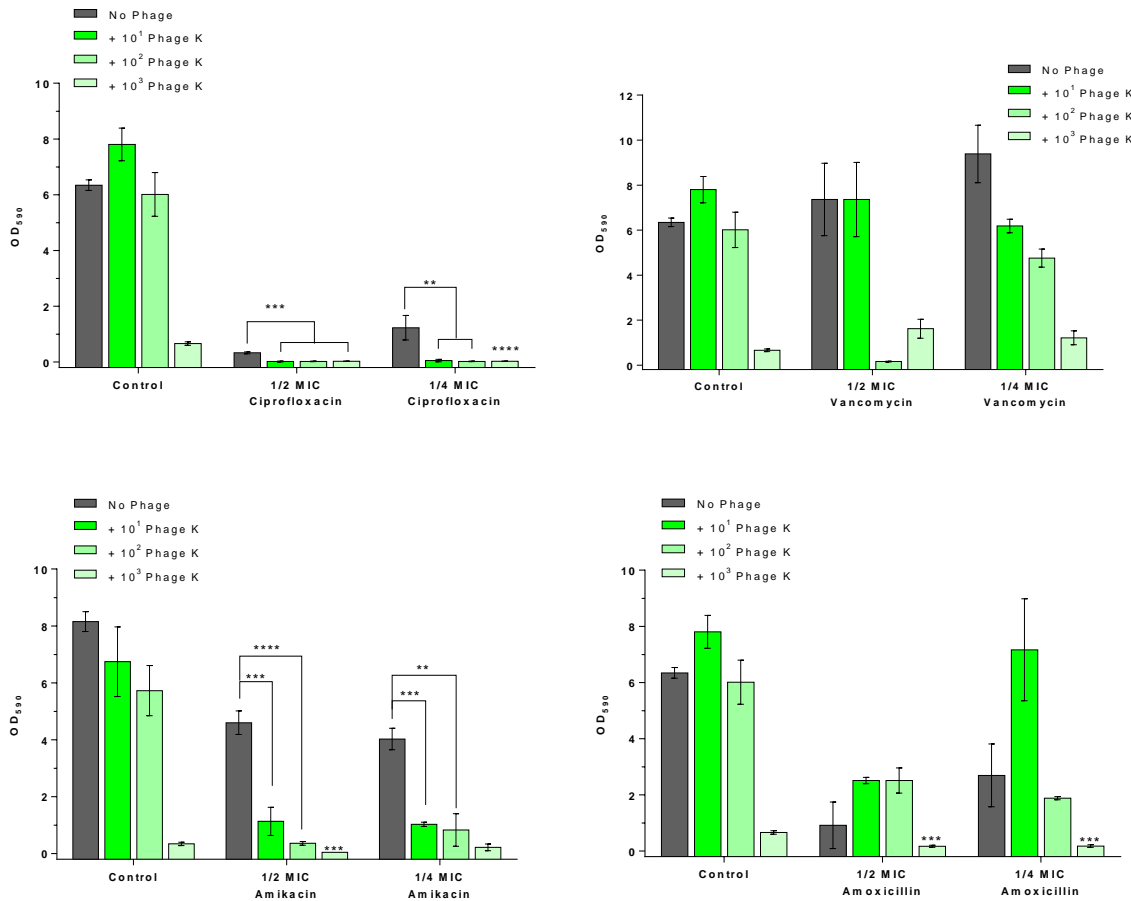 No Phage
+ 10¹ Phage K
+ 10² Phage K
+ 10³ Phage K
10
8
6
4
2
0
OD₅₉₀
***
**
****
Control
1/2 MIC
Ciprofloxacin
1/4 MIC
Ciprofloxacin
No Phage
+ 10¹ Phage K
+ 10² Phage K
+ 10³ Phage K
12
10
8
6
4
2
0
OD₅₉₀
Control
1/2 MIC
Vancomycin
1/4 MIC
Vancomycin
No Phage
+ 10¹ Phage K
+ 10² Phage K
+ 10³ Phage K
10
8
6
4
2
0
OD₅₉₀
****
***
***
**
***
Control
1/2 MIC
Amikacin
1/4 MIC
Amikacin
No Phage
+ 10¹ Phage K
+ 10² Phage K
+ 10³ Phage K
10
8
6
4
2
0
OD₅₉₀
***
***
Control
1/2 MIC
Amoxicillin
1/4 MIC
Amoxicillin